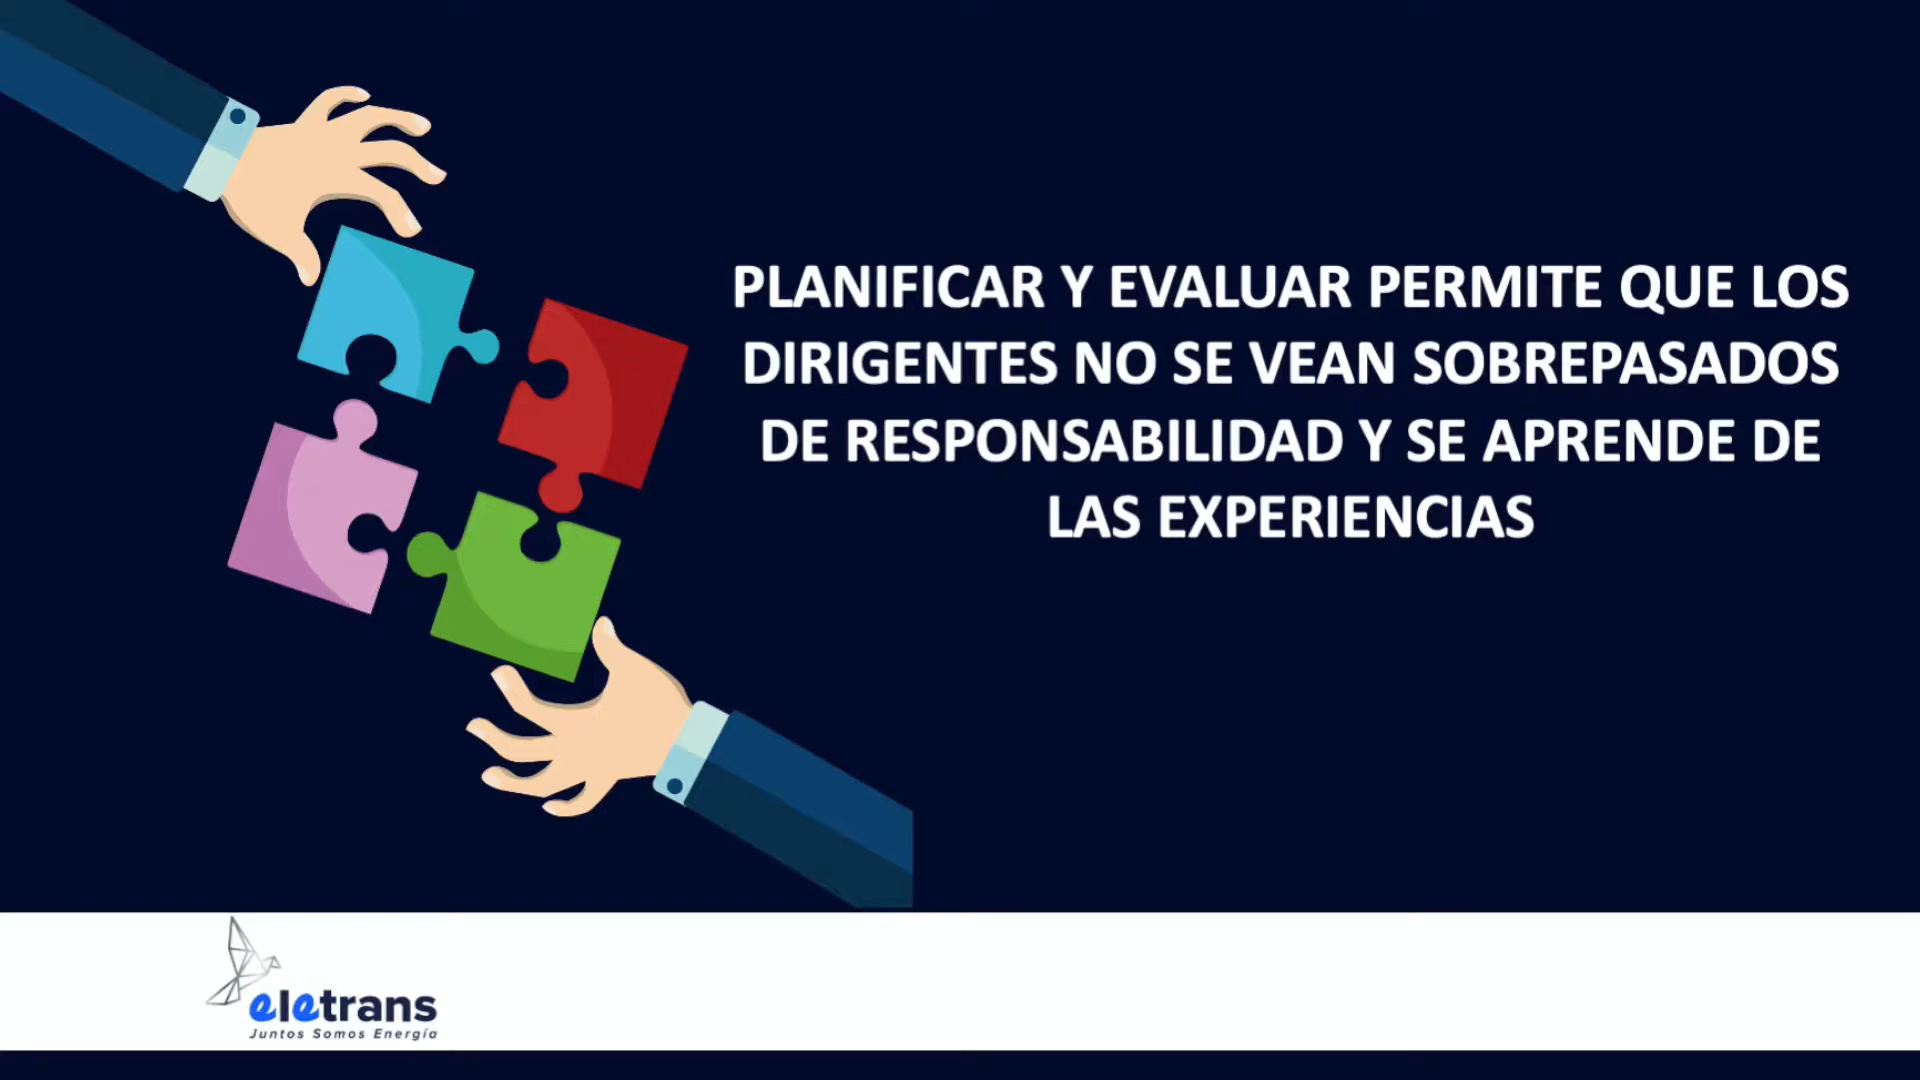 PLANIFICAR Y EVALUAR PERMITE QUE LOS
DIRIGENTES NO SE VEAN SOBREPASADOS
DE RESPONSABILIDAD Y SE APRENDE DE
LAS EXPERIENCIAS
eletrans
Juntos Somos Energía